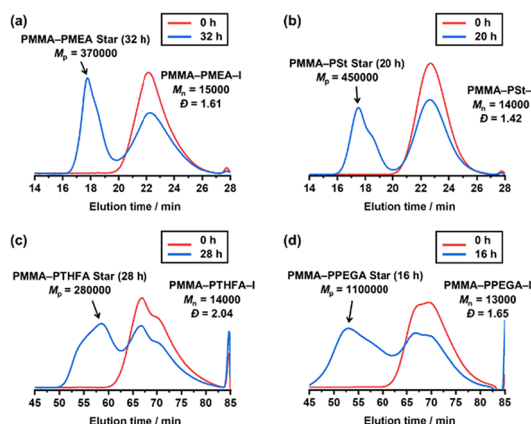 (a)
0 h
32 h
PMMA–PMEA Star (32 h)
Mp = 370000
PMMA–PMEA–I
Mn = 15000
Đ = 1.61
14 16 18 20 22 24 26 28
Elution time / min
(b)
0 h
20 h
PMMA–PSt Star (20 h)
Mp = 450000
PMMA–PSt–
Mn = 14000
Đ = 1.42
14 16 18 20 22 24 26 28
Elution time / min
(c)
0 h
28 h
PMMA–PTHFA Star (28 h)
Mp = 280000
PMMA–PTHFA–I
Mn = 14000
Đ = 2.04
45 50 55 60 65 70 75 80 85
Elution time / min
(d)
0 h
16 h
PMMA–PPEGA Star (16 h)
Mp = 1100000
PMMA–PPEGA–I
Mn = 13000
Đ = 1.65
45 50 55 60 65 70 75 80 85
Elution time / min